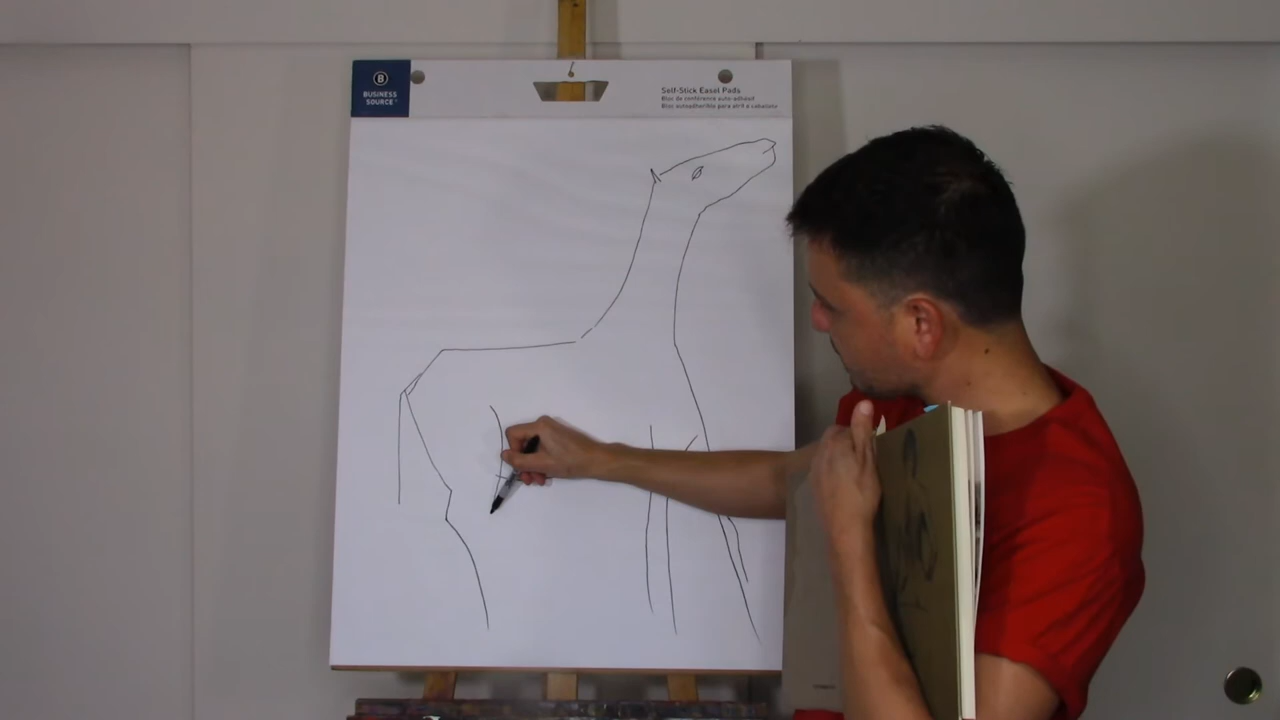 B
BUSINESS
SOURCE
Self-Stick Easel Pads
Bloc de conférence auto-adhésif
Bloc autoadherible para atril o caballete